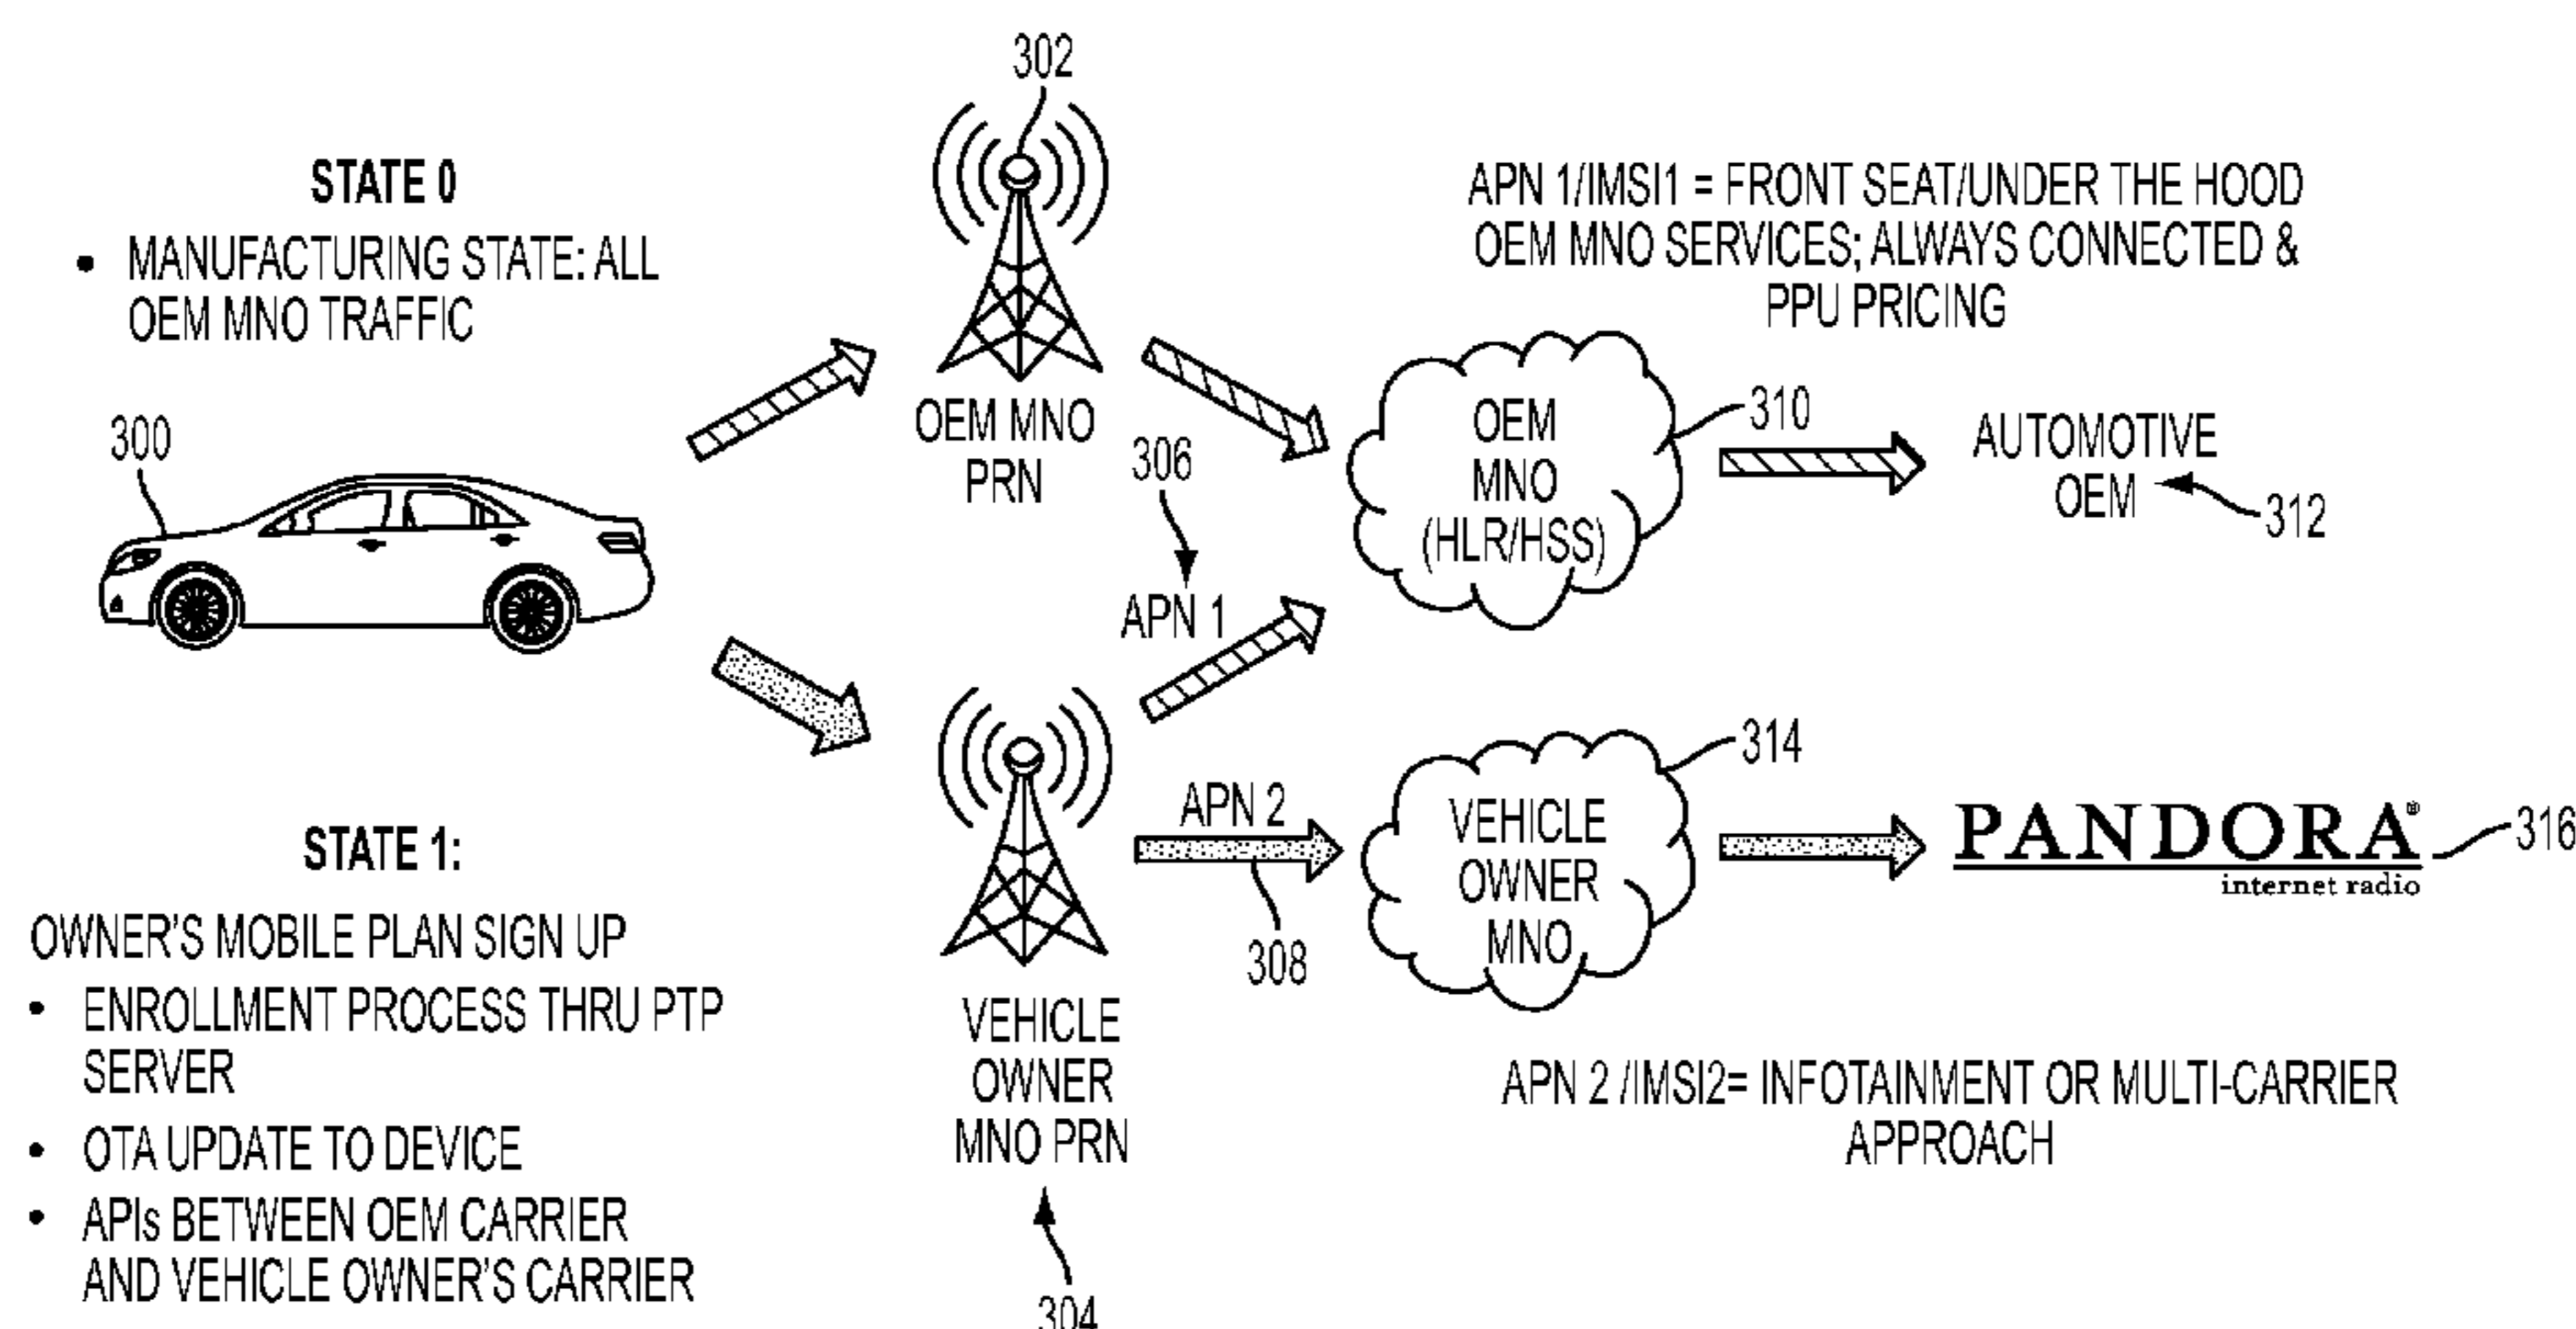 302
STATE 0
• MANUFACTURING STATE: ALL
OEM MNO TRAFFIC
APN 1/IMSI1 = FRONT SEAT/UNDER THE HOOD
OEM MNO SERVICES; ALWAYS CONNECTED &
PPU PRICING
300
OEM MNO
PRN
306
APN 1
OEM
MNO
(HLR/HSS)
310
AUTOMOTIVE
OEM
312
STATE 1:
OWNER'S MOBILE PLAN SIGN UP
• ENROLLMENT PROCESS THRU PTP
SERVER
• OTA UPDATE TO DEVICE
• APIs BETWEEN OEM CARRIER
AND VEHICLE OWNER'S CARRIER
VEHICLE
OWNER
MNO PRN
304
APN 2
308
VEHICLE
OWNER
MNO
314
PANDORA®
internet radio
316
APN 2 /IMSI2= INFOTAINMENT OR MULTI-CARRIER
APPROACH